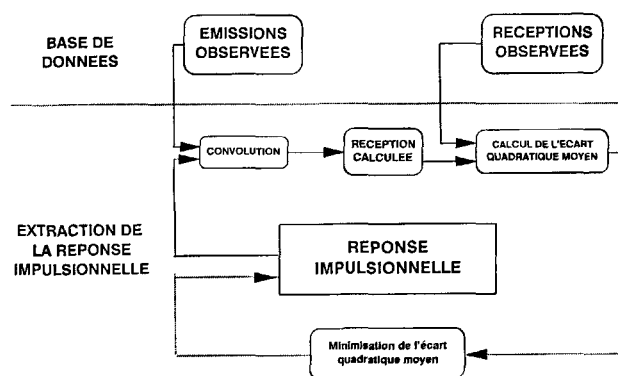 BASE DE
DONNEES
EMISSIONS
OBSERVEES
RECEPTIONS
OBSERVEES
CONVOLUTION
RECEPTION
CALCULEE
CALCUL DE L'ECART
QUADRATIQUE MOYEN
EXTRACTION DE
LA REPONSE
IMPULSIONNELLE
REPONSE
IMPULSIONNELLE
Minimisation de l'écart
quadratique moyen